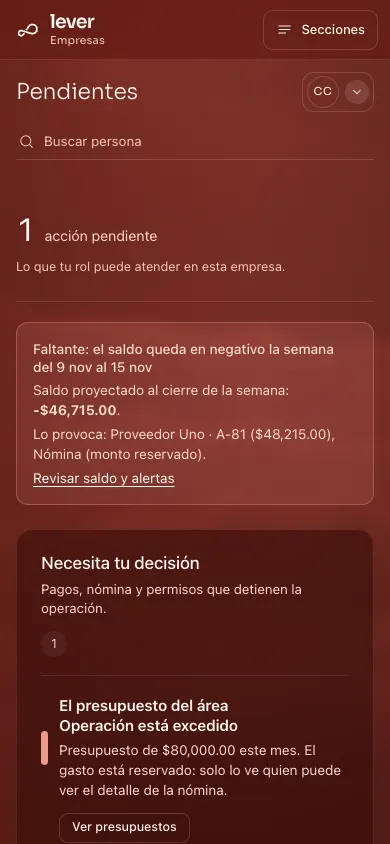 lever
Empresas
Secciones
Pendientes
CC
Buscar persona
1 acción pendiente
Lo que tu rol puede atender en esta empresa.
Faltante: el saldo queda en negativo la semana
del 9 nov al 15 nov
Saldo proyectado al cierre de la semana:
-$46,715.00.
Lo provoca: Proveedor Uno · A-81 ($48,215.00),
Nómina (monto reservado).
Revisar saldo y alertas
Necesita tu decisión
Pagos, nómina y permisos que detienen la
operación.
1
El presupuesto del área
Operación está excedido
Presupuesto de $80,000.00 este mes. El
gasto está reservado: solo lo ve quien puede
ver el detalle de la nómina.
Ver presupuestos